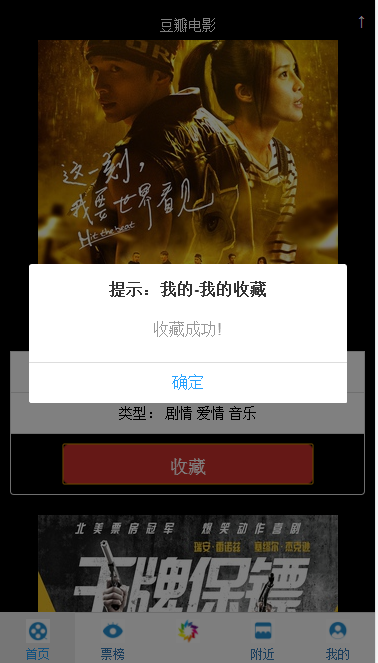 豆瓣电影
↑
这一刻，
我要世界看见
Hit the beat
提示：我的-我的收藏
收藏成功!
确定
类型： 剧情 爱情 音乐
收藏
北美票房冠军 爆笑动作喜剧
瑞安·雷诺兹 塞缪尔·杰克逊
王牌保镖
首页 票榜 附近 我的